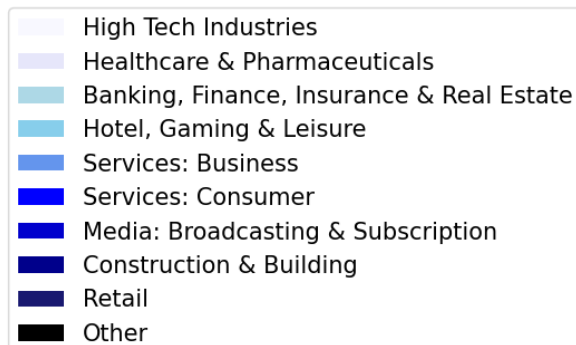 High Tech Industries
Healthcare & Pharmaceuticals
Banking, Finance, Insurance & Real Estate
Hotel, Gaming & Leisure
Services: Business
Services: Consumer
Media: Broadcasting & Subscription
Construction & Building
Retail
Other